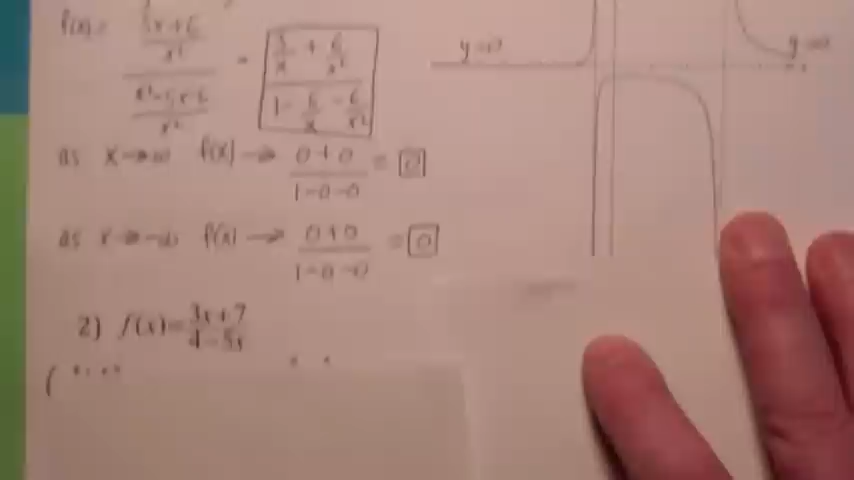 f(x) = (5x+6)/x² / (x²-5x-6)/x² = (5/x + 6/x²) / (1 - 6/x - 6/x²)
y=0 y=0
as x→∞ f(x) → (0+0)/(1-0-0) = 0
as x→-∞ f(x) → (0+0)/(1-0-0) = 0
2) f(x)=(3x+7)/(4-5x)
(